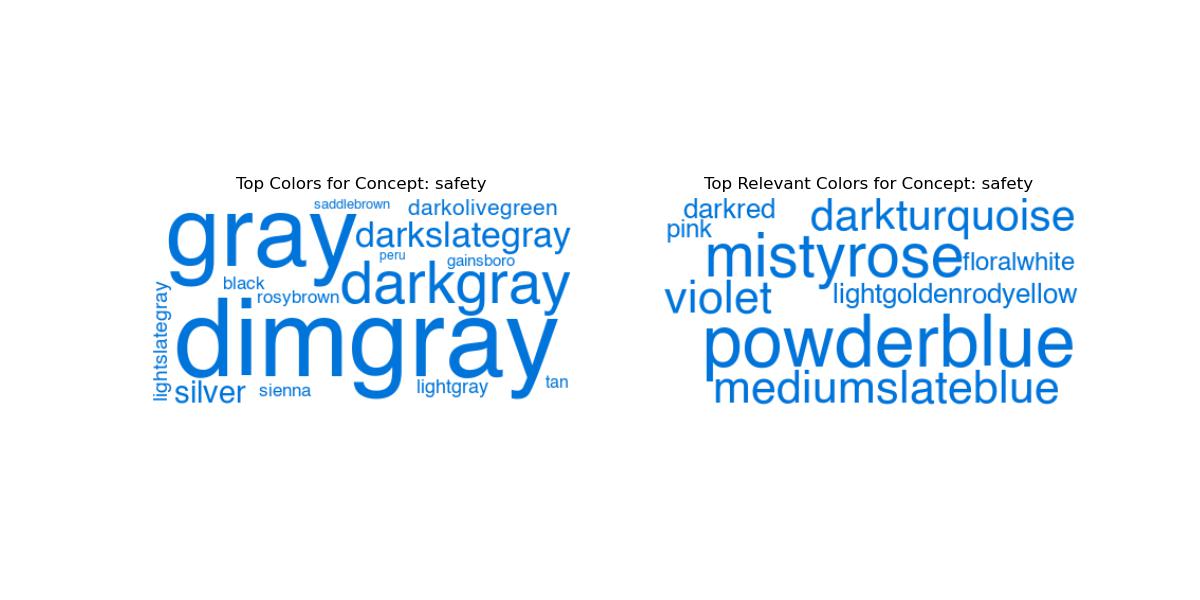 Top Colors for Concept: safety
saddlebrown
darkolivegreen
gray
darkslategray
peru
gainsboro
black
darkgray
rosybrown
lightslategray
dimgray
silver
sienna
lightgray
tan
Top Relevant Colors for Concept: safety
darkred
darkturquoise
pink
mistyrose
floralwhite
violet
lightgoldenrodyellow
powderblue
mediumslateblue